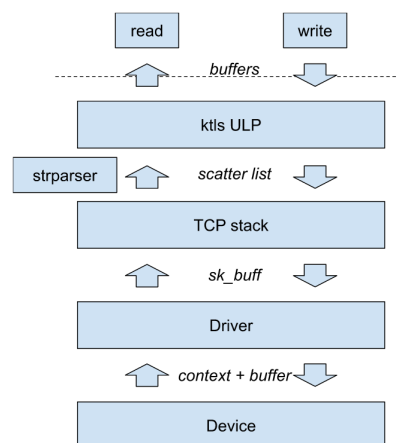 read
write
buffers
ktls ULP
strparser
scatter list
TCP stack
sk_buff
Driver
context + buffer
Device